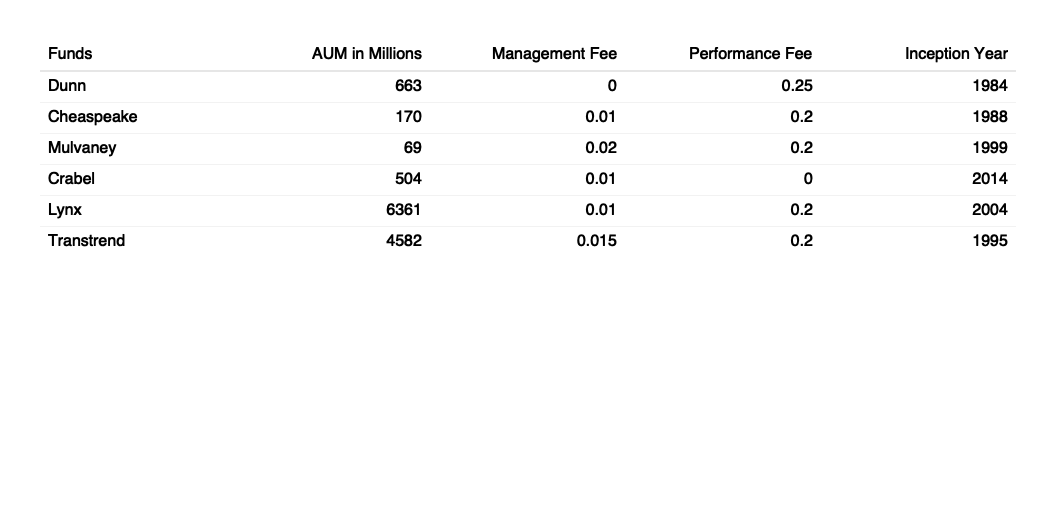 Funds AUM in Millions Management Fee Performance Fee Inception Year
Dunn 663 0 0.25 1984
Cheaspeake 170 0.01 0.2 1988
Mulvaney 69 0.02 0.2 1999
Crabel 504 0.01 0 2014
Lynx 6361 0.01 0.2 2004
Transtrend 4582 0.015 0.2 1995